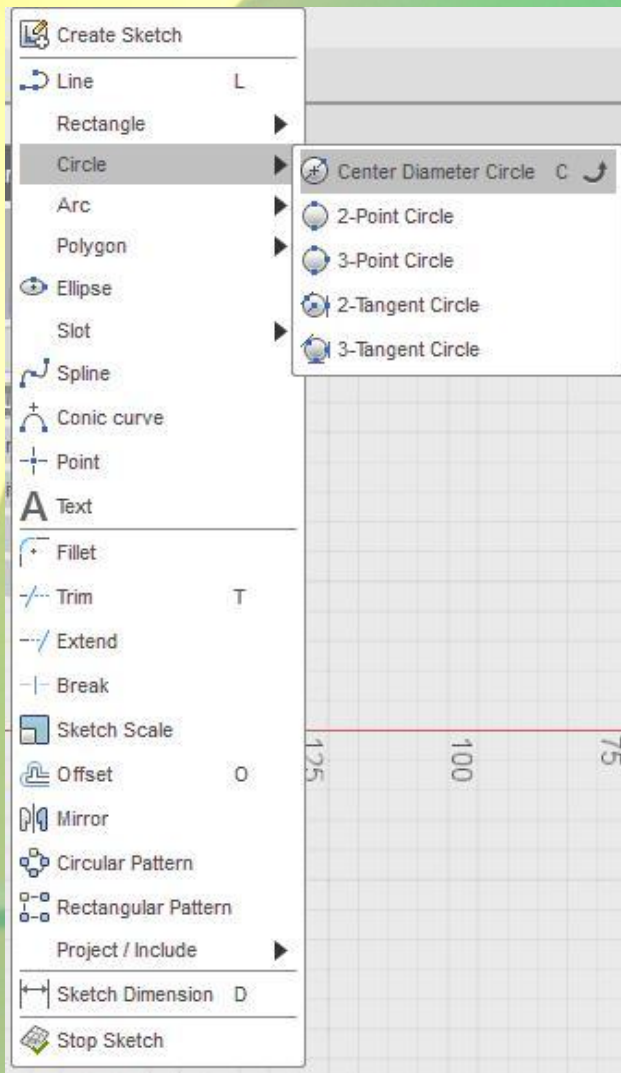 Create Sketch
Line L
Rectangle
Circle
Center Diameter Circle C
2-Point Circle
3-Point Circle
2-Tangent Circle
3-Tangent Circle
Arc
Polygon
Ellipse
Slot
Spline
Conic curve
Point
A Text
Fillet
Trim T
Extend
Break
Sketch Scale
Offset O
Mirror
Circular Pattern
Rectangular Pattern
Project / Include
Sketch Dimension D
Stop Sketch
125
100
75